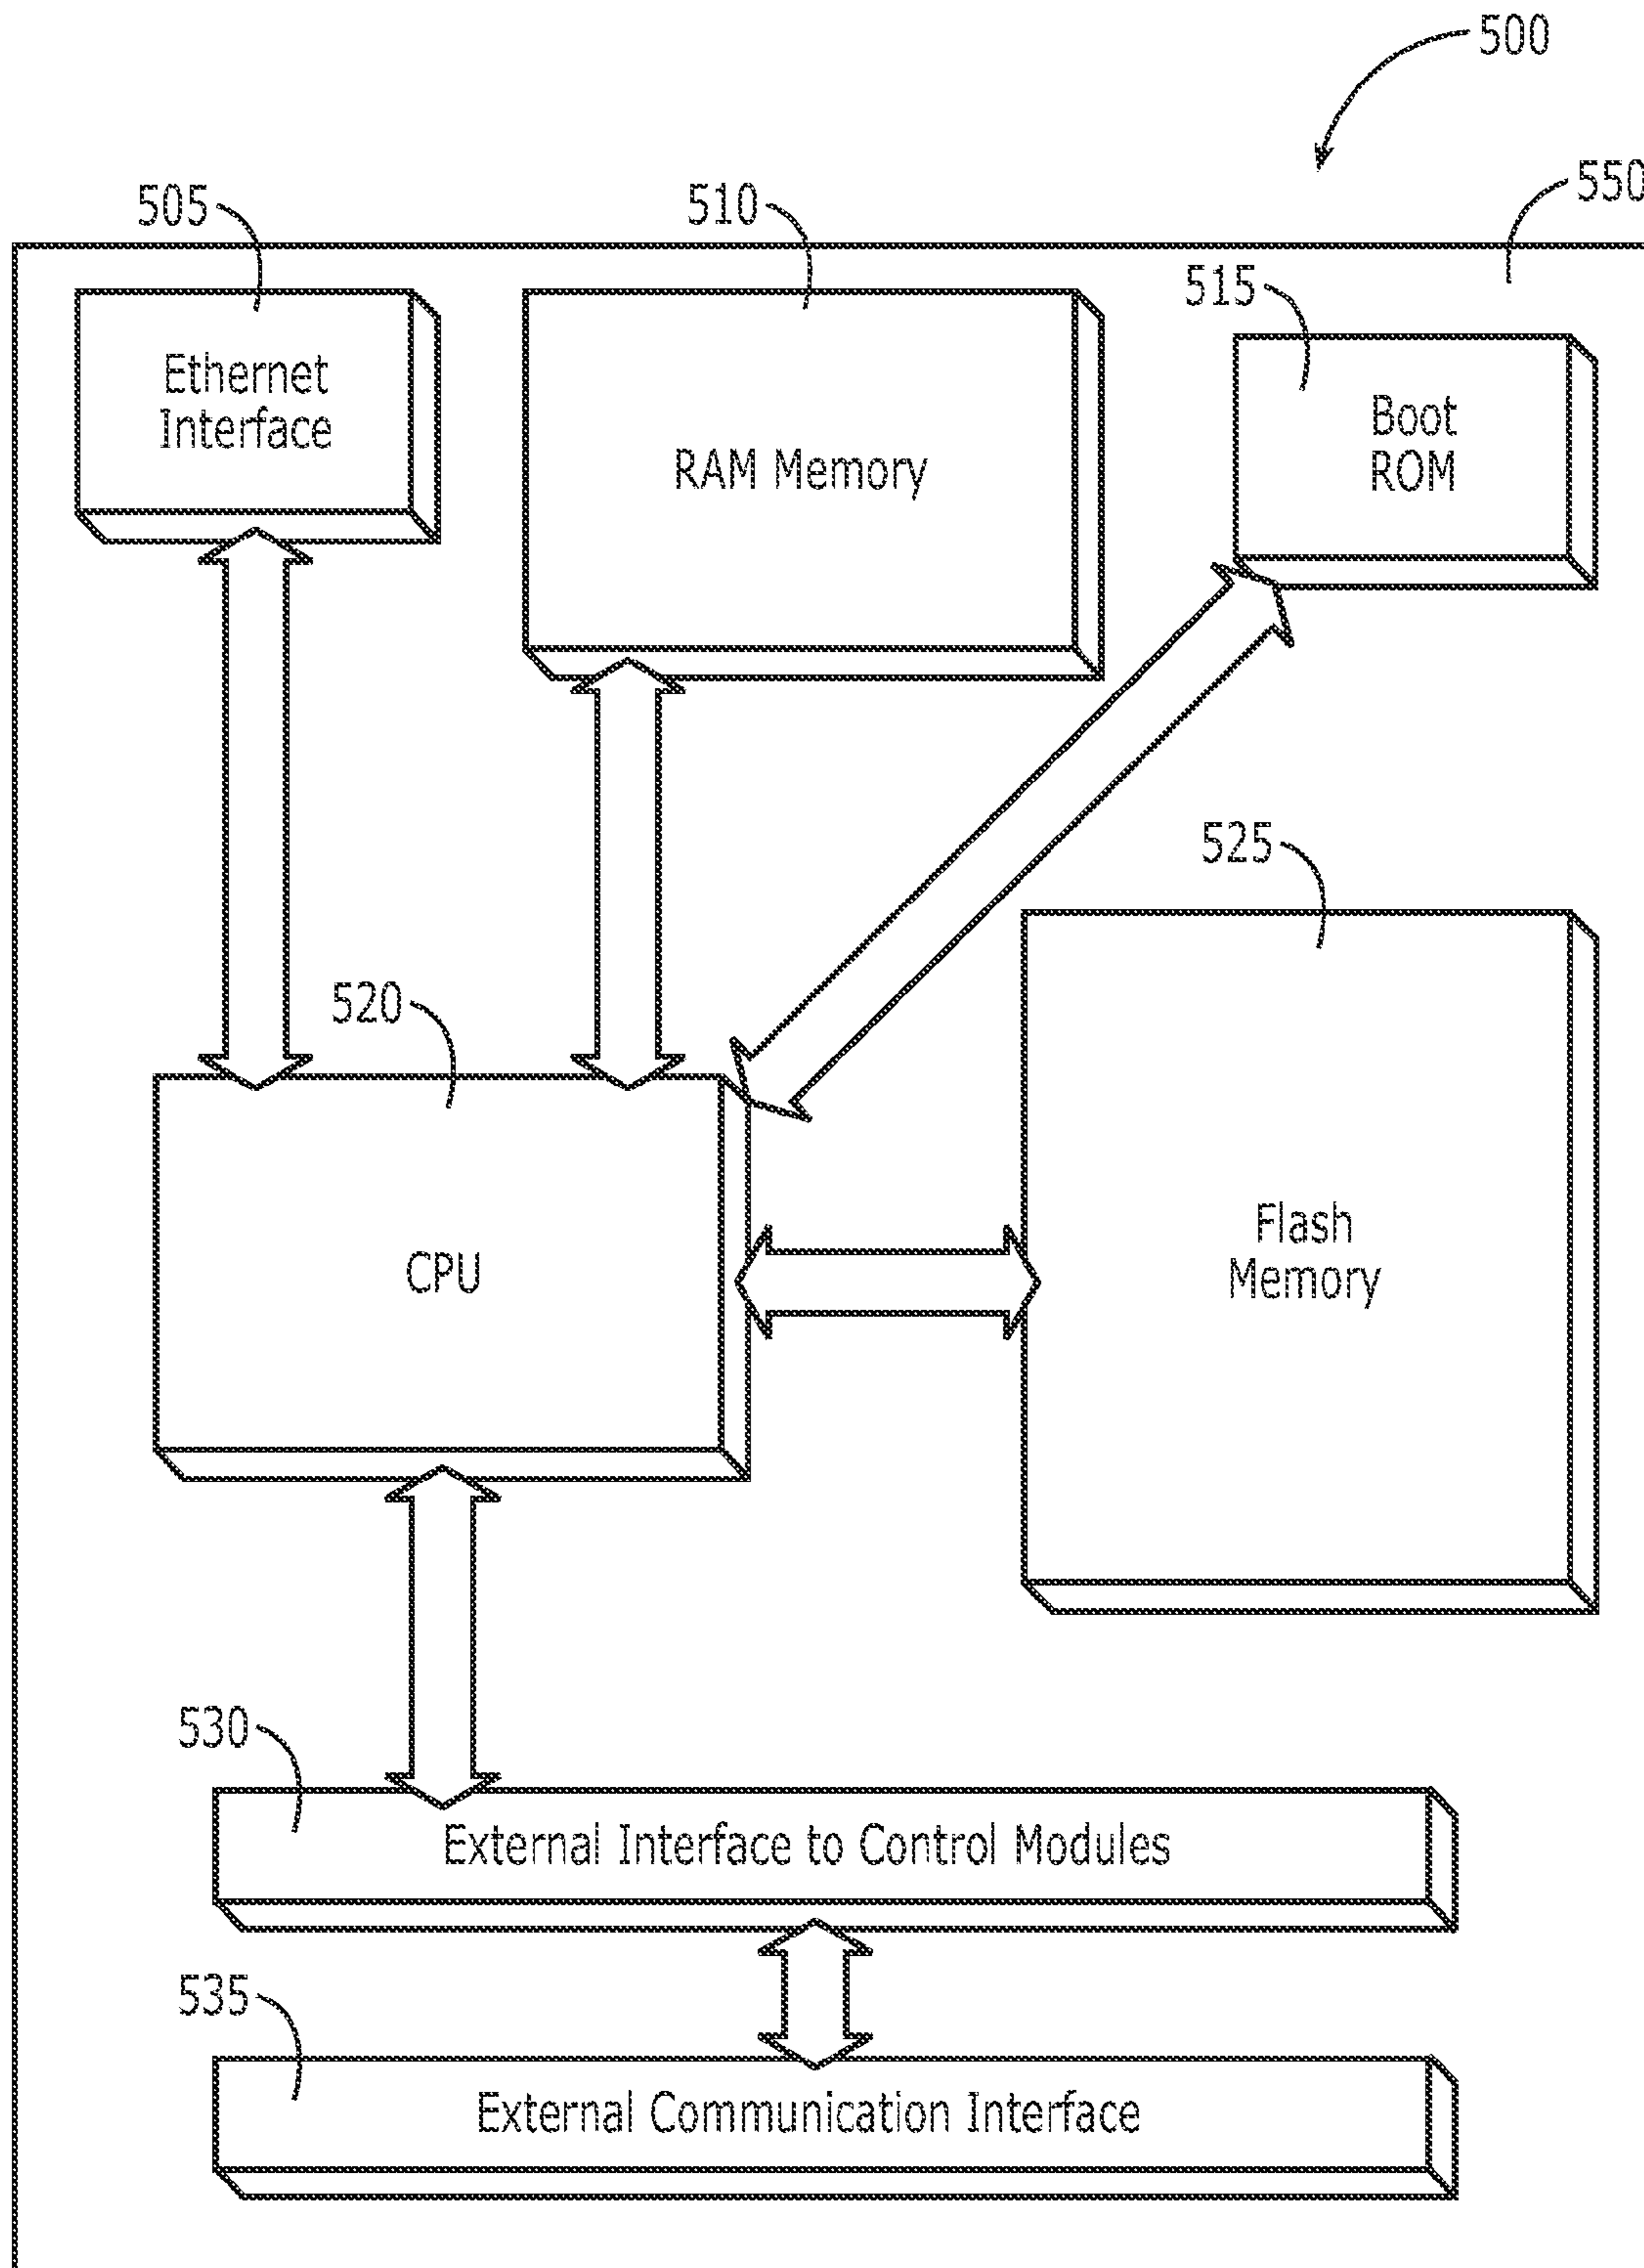 500
550
505
510
515
Ethernet
Interface
RAM Memory
Boot
ROM
525
520
CPU
Flash
Memory
530
External Interface to Control Modules
535
External Communication Interface